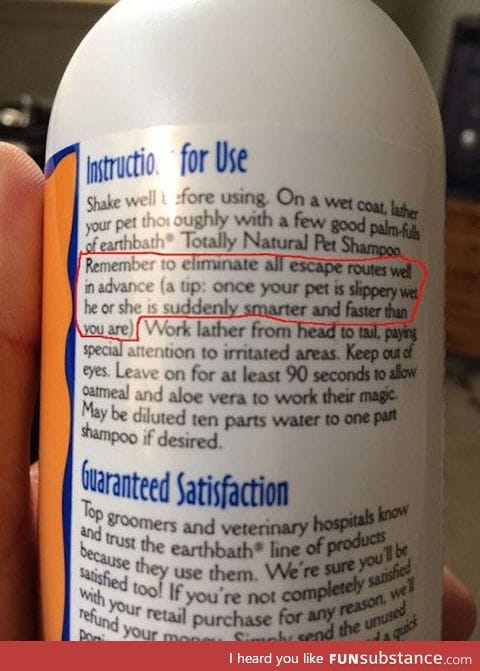 Instructio for Use
Shake well efore using. On a wet coat, lather
your pet tho oughly with a few good palm-fulls
of earthbath® Totally Natural Pet Shampoo.
Remember to eliminate all escape routes well
in advance (a tip: once your pet is slippery wet
he or she is suddenly smarter and faster than
you are). Work lather from head to tail, paying
special attention to irritated areas. Keep out of
eyes. Leave on for at least 90 seconds to allow
oatmeal and aloe vera to work their magic.
May be diluted ten parts water to one part
shampoo if desired.
Guaranteed Satisfaction
Top groomers and veterinary hospitals know
and trust the earthbath® line of products
because they use them. We're sure you'll be
satisfied too! If you're not completely satisfied
with your retail purchase for any reason, we'll
refund your money. Simply send the unused
a quick
I heard you like FUNsubstance.com